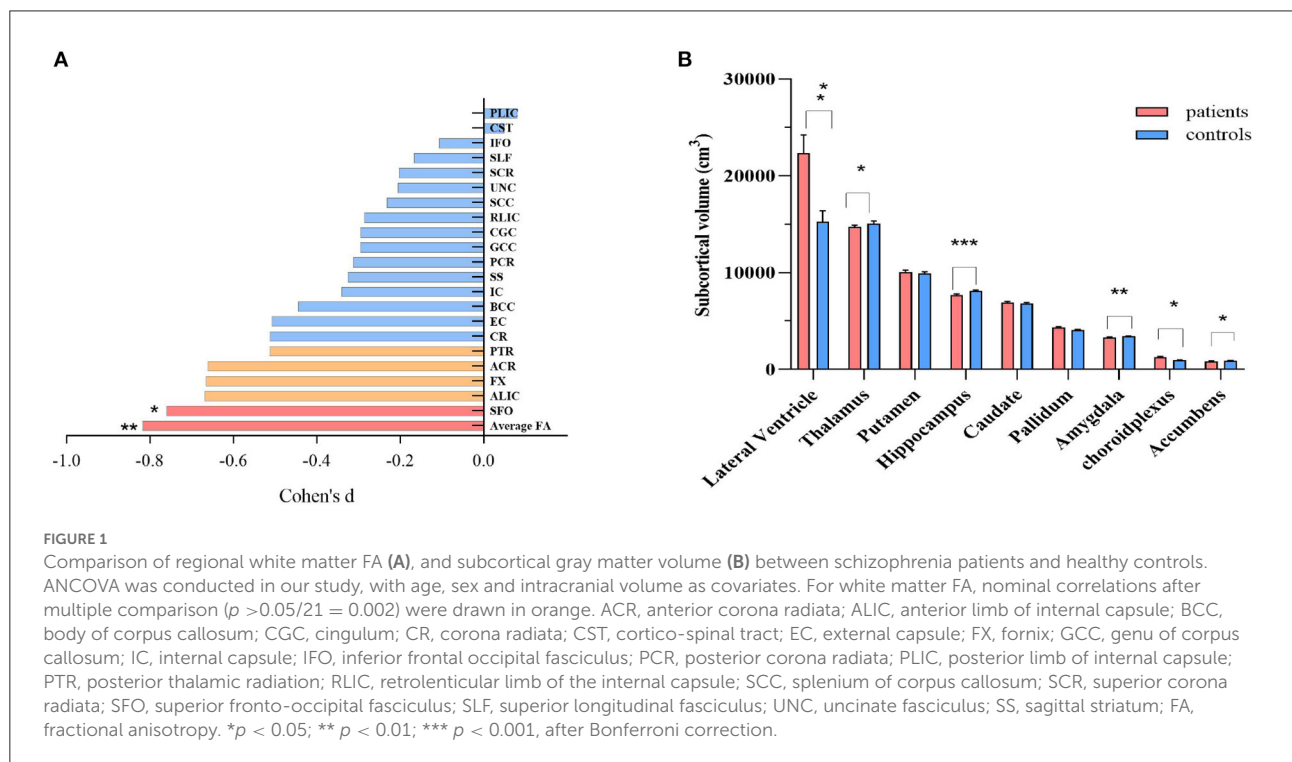 A
PLIC
CST
IFO
SLF
SCR
UNC
SCC
RLIC
CGC
GCC
PCR
SS
IC
BCC
EC
CR
PTR
ACR
FX
ALIC
* SFO
** Average FA
-1.0 -0.8 -0.6 -0.4 -0.2 0.0
Cohen's d
B
30000
20000
10000
0
Subcortical volume (cm³)
patients
controls
*
*
*
***
**
*
*
Lateral Ventricle
Thalamus
Putamen
Hippocampus
Caudate
Pallidum
Amygdala
choroidplexus
Accumbens
FIGURE 1
Comparison of regional white matter FA (A), and subcortical gray matter volume (B) between schizophrenia patients and healthy controls.
ANCOVA was conducted in our study, with age, sex and intracranial volume as covariates. For white matter FA, nominal correlations after
multiple comparison (p >0.05/21 = 0.002) were drawn in orange. ACR, anterior corona radiata; ALIC, anterior limb of internal capsule; BCC,
body of corpus callosum; CGC, cingulum; CR, corona radiata; CST, cortico-spinal tract; EC, external capsule; FX, fornix; GCC, genu of corpus
callosum; IC, internal capsule; IFO, inferior frontal occipital fasciculus; PCR, posterior corona radiata; PLIC, posterior limb of internal capsule;
PTR, posterior thalamic radiation; RLIC, retrolenticular limb of the internal capsule; SCC, splenium of corpus callosum; SCR, superior corona
radiata; SFO, superior fronto-occipital fasciculus; SLF, superior longitudinal fasciculus; UNC, uncinate fasciculus; SS, sagittal striatum; FA,
fractional anisotropy. *p < 0.05; ** p < 0.01; *** p < 0.001, after Bonferroni correction.